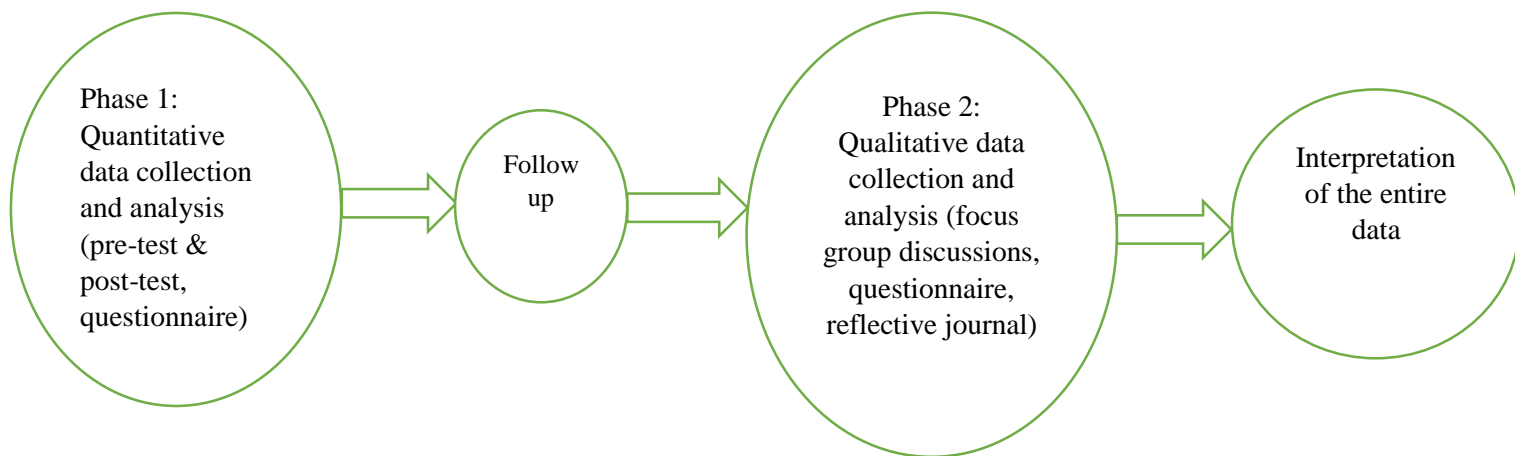 Phase 1:
Quantitative
data collection
and analysis
(pre-test &
post-test,
questionnaire)
Follow
up
Phase 2:
Qualitative data
collection and
analysis (focus
group discussions,
questionnaire,
reflective journal)
Interpretation
of the entire
data